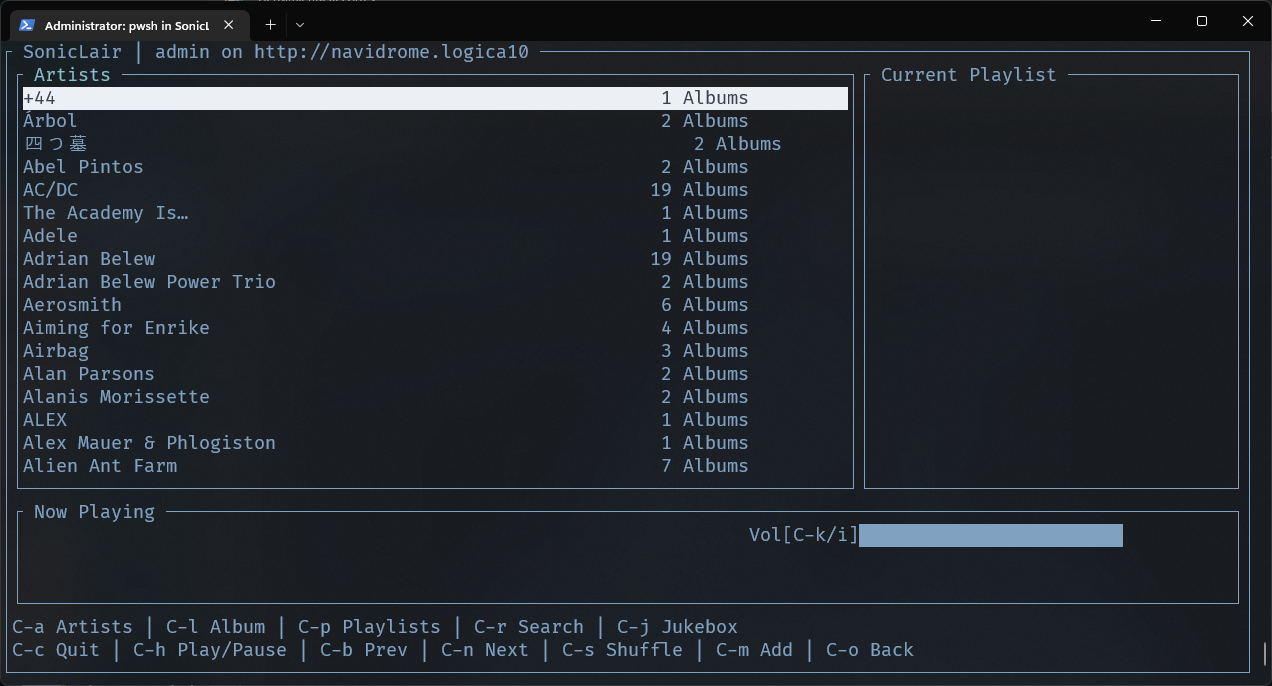 Administrator: pwsh in SonicL
SonicLair | admin on http://navidrome.logica10
Artists
+44 1 Albums
Árbol 2 Albums
四つ墓 2 Albums
Abel Pintos 2 Albums
AC/DC 19 Albums
The Academy Is… 1 Albums
Adele 1 Albums
Adrian Belew 19 Albums
Adrian Belew Power Trio 2 Albums
Aerosmith 6 Albums
Aiming for Enrike 4 Albums
Airbag 3 Albums
Alan Parsons 2 Albums
Alanis Morissette 2 Albums
ALEX 1 Albums
Alex Mauer & Phlogiston 1 Albums
Alien Ant Farm 7 Albums
Current Playlist
Now Playing
Vol[C-k/i]
C-a Artists | C-l Album | C-p Playlists | C-r Search | C-j Jukebox
C-c Quit | C-h Play/Pause | C-b Prev | C-n Next | C-s Shuffle | C-m Add | C-o Back